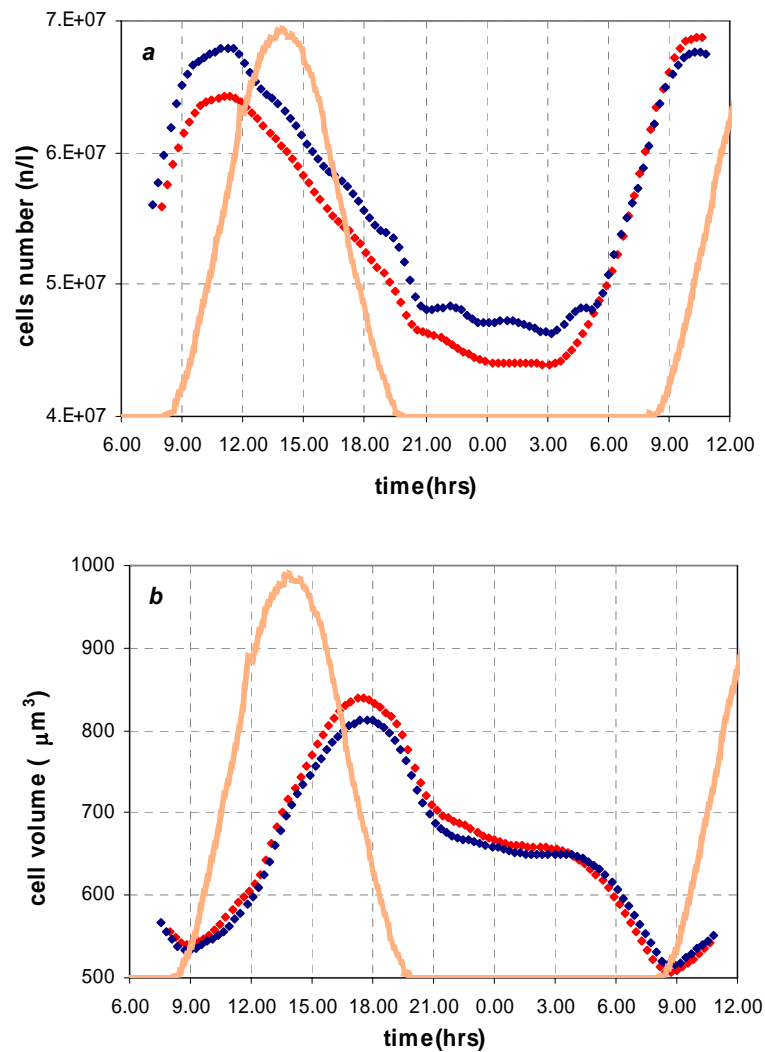 7.E+07
a
6.E+07
5.E+07
4.E+07
cells number (n/l)
6.00 9.00 12.00 15.00 18.00 21.00 0.00 3.00 6.00 9.00 12.00
time(hrs)
1000
b
900
800
700
600
500
cell volume ( μm³)
6.00 9.00 12.00 15.00 18.00 21.00 0.00 3.00 6.00 9.00 12.00
time(hrs)